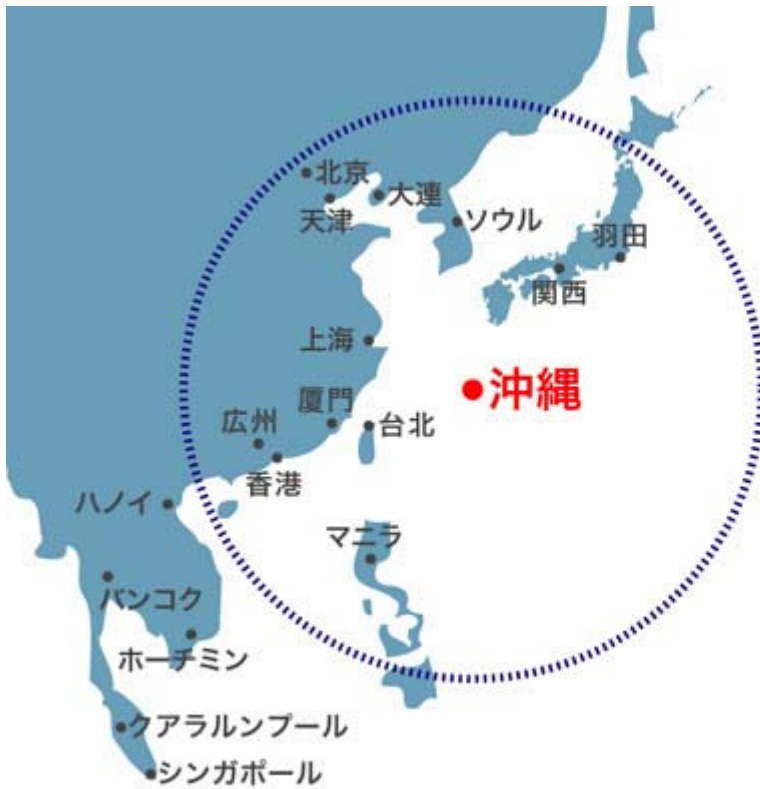 北京
大連
天津
ソウル
羽田
関西
上海
沖縄
厦門
台北
広州
香港
ハノイ
マニラ
バンコク
ホーチミン
クアラルンプール
シンガポール